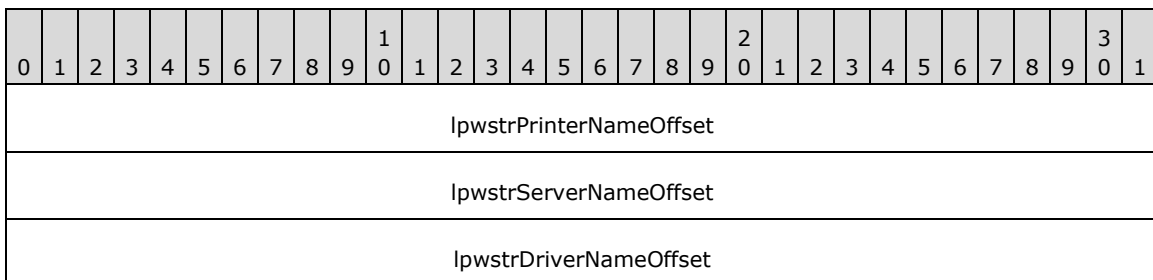 1 2 3
0 1 2 3 4 5 6 7 8 9 0 1 2 3 4 5 6 7 8 9 0 1 2 3 4 5 6 7 8 9 0 1
lpwstrPrinterNameOffset
lpwstrServerNameOffset
lpwstrDriverNameOffset